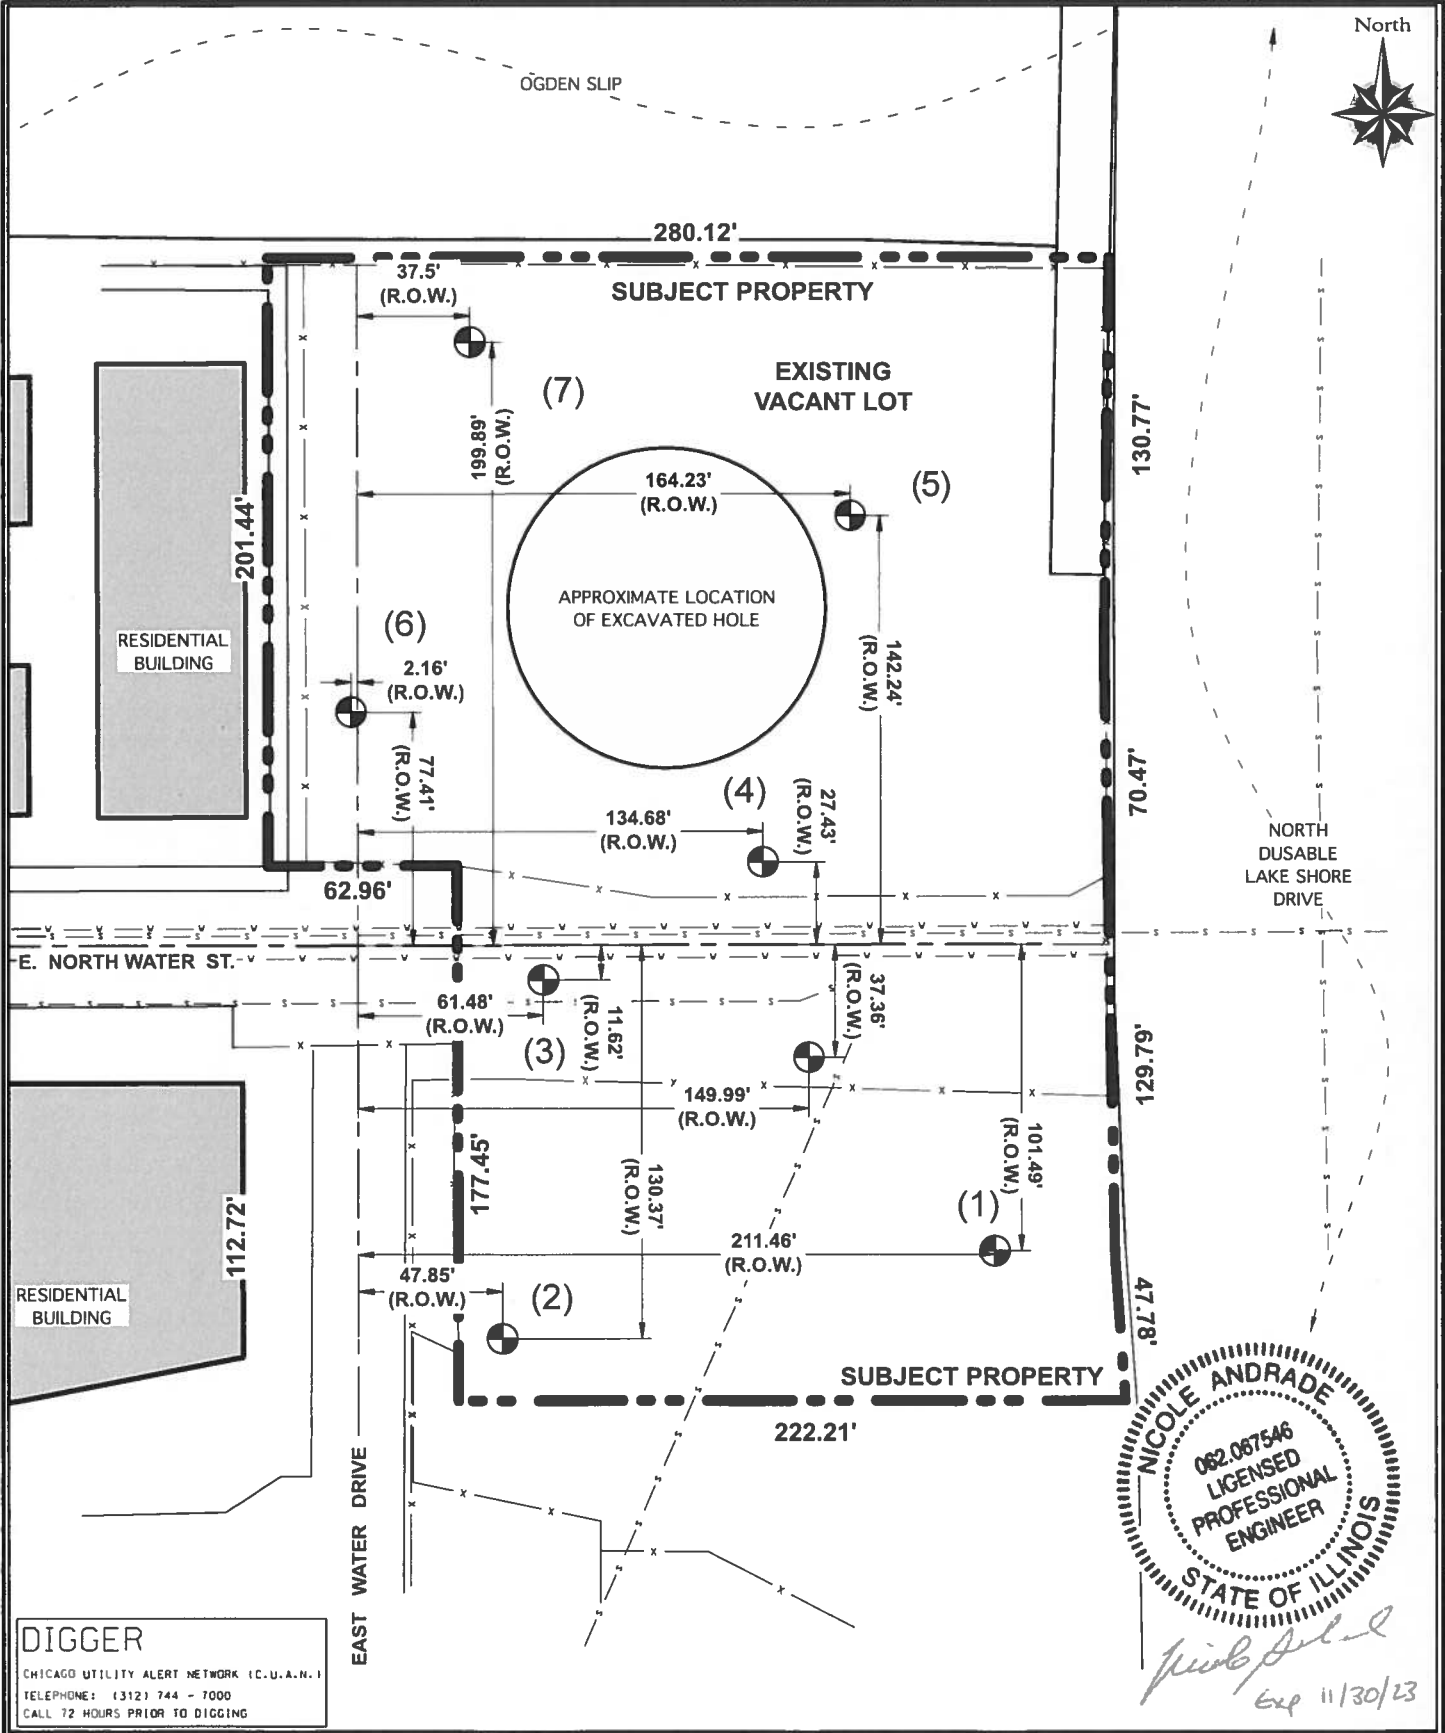 North
OGDEN SLIP
280.12'
37.5'
(R.O.W.)
SUBJECT PROPERTY
EXISTING
VACANT LOT
(7)
199.89'
(R.O.W.)
130.77'
164.23'
(R.O.W.)
(5)
201.44'
APPROXIMATE LOCATION
OF EXCAVATED HOLE
RESIDENTIAL
BUILDING
(6)
2.16'
(R.O.W.)
142.24'
(R.O.W.)
77.41'
(R.O.W.)
(4)
27.43'
(R.O.W.)
70.47'
134.68'
(R.O.W.)
NORTH
DUSABLE
LAKE SHORE
DRIVE
62.96'
E. NORTH WATER ST.
61.48'
(R.O.W.)
11.62'
(R.O.W.)
37.36'
(R.O.W.)
(3)
129.79'
149.99'
(R.O.W.)
101.49'
(R.O.W.)
177.45'
130.37'
(R.O.W.)
(1)
112.72'
211.46'
(R.O.W.)
47.85'
(R.O.W.)
(2)
RESIDENTIAL
BUILDING
47.78'
SUBJECT PROPERTY
222.21'
NICOLE ANDRADE
062.067546
LICENSED
PROFESSIONAL
ENGINEER
STATE OF ILLINOIS
EAST WATER DRIVE
Exp 11/30/23
DIGGER
CHICAGO UTILITY ALERT NETWORK (C.U.A.N.)
TELEPHONE: (312) 744 - 7000
CALL 72 HOURS PRIOR TO DIGGING